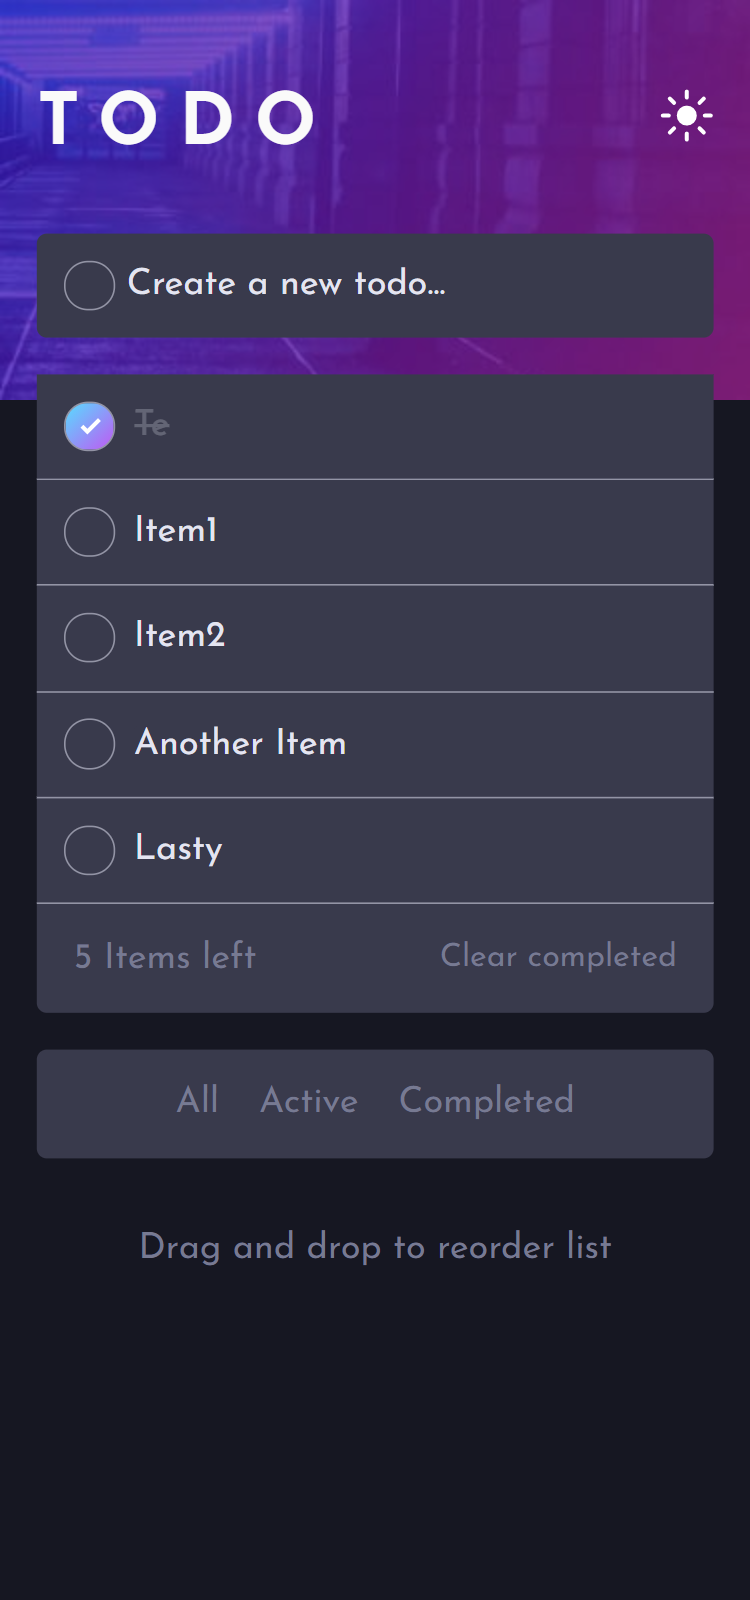 TODO
Create a new todo...
Te
Item1
Item2
Another Item
Lasty
5 Items left Clear completed
All Active Completed
Drag and drop to reorder list